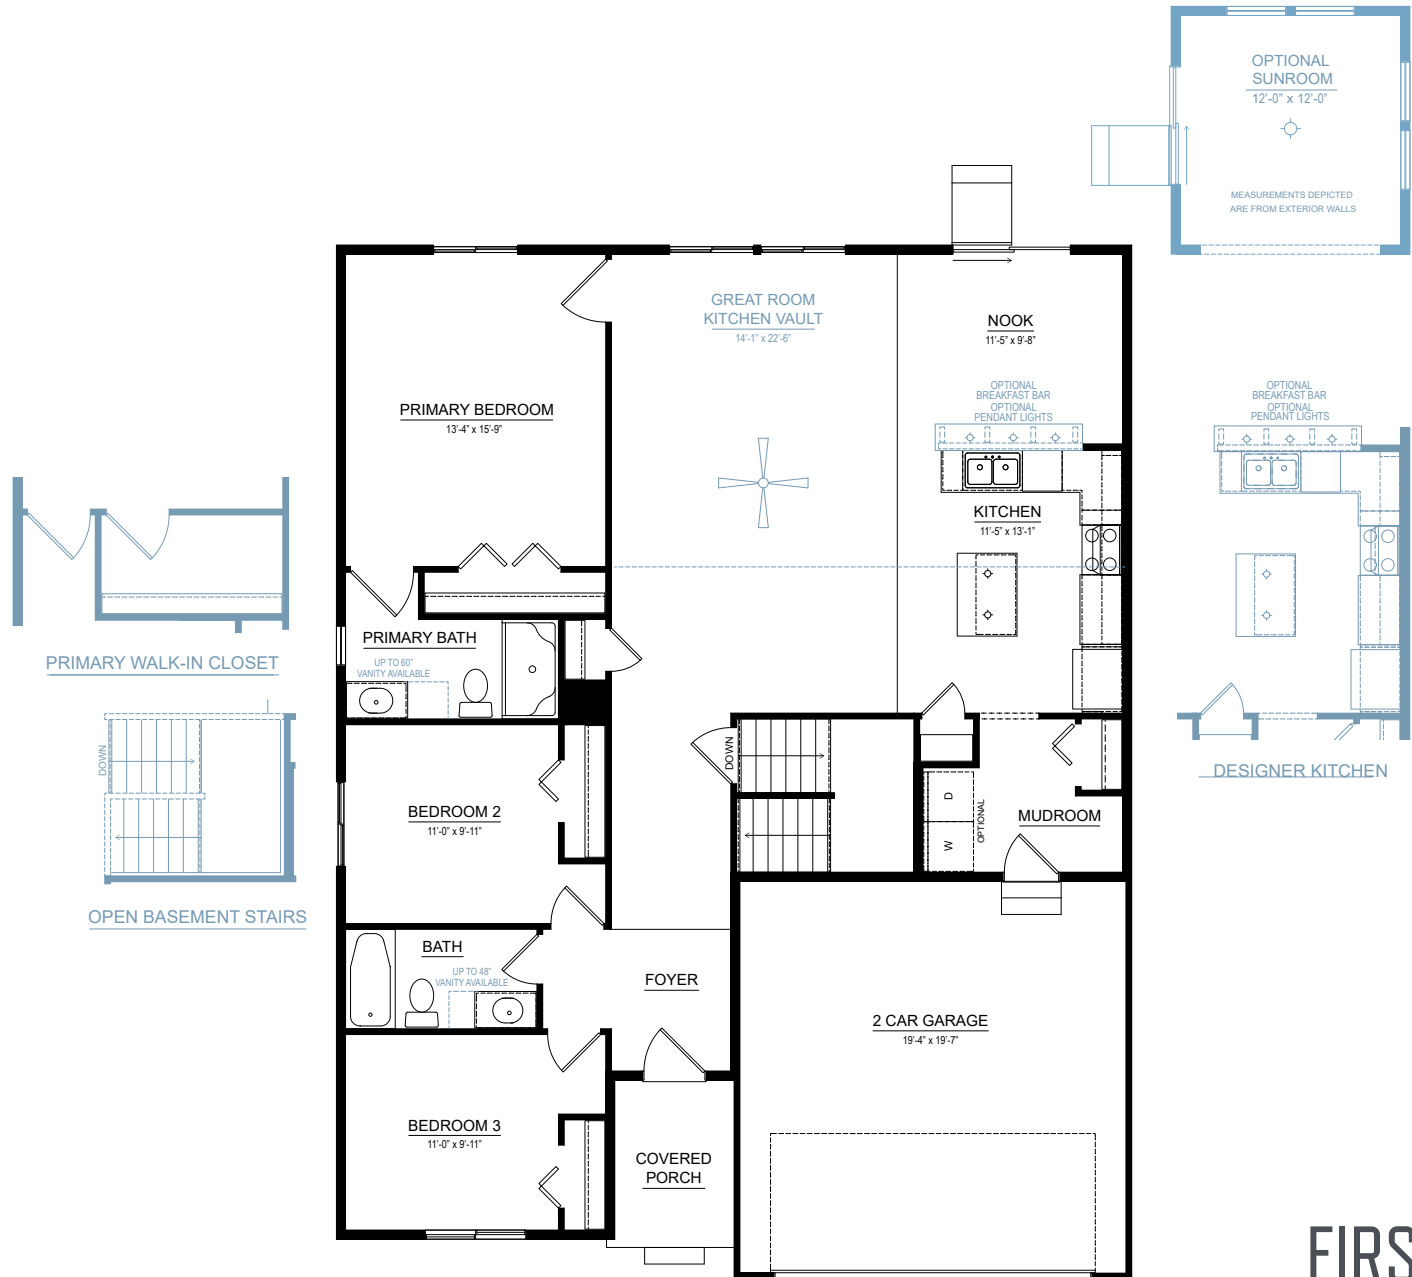 OPTIONAL
SUNROOM
12'-0" x 12'-0"
MEASUREMENTS DEPICTED
ARE FROM EXTERIOR WALLS
GREAT ROOM
KITCHEN VAULT
14'-1" x 22'-6"
NOOK
11'-5" x 9'-8"
OPTIONAL
BREAKFAST BAR
OPTIONAL
PENDANT LIGHTS
OPTIONAL
BREAKFAST BAR
OPTIONAL
PENDANT LIGHTS
PRIMARY BEDROOM
13'-4" x 15'-9"
KITCHEN
11'-5" x 13'-1"
PRIMARY BATH
UP TO 60"
VANITY AVAILABLE
PRIMARY WALK-IN CLOSET
DOWN
DOWN
DESIGNER KITCHEN
D
W
OPTIONAL
MUDROOM
BEDROOM 2
11'-0" x 9'-11"
OPEN BASEMENT STAIRS
BATH
UP TO 48"
VANITY AVAILABLE
FOYER
2 CAR GARAGE
19'-4" x 19'-7"
BEDROOM 3
11'-0" x 9'-11"
COVERED
PORCH
FIRS